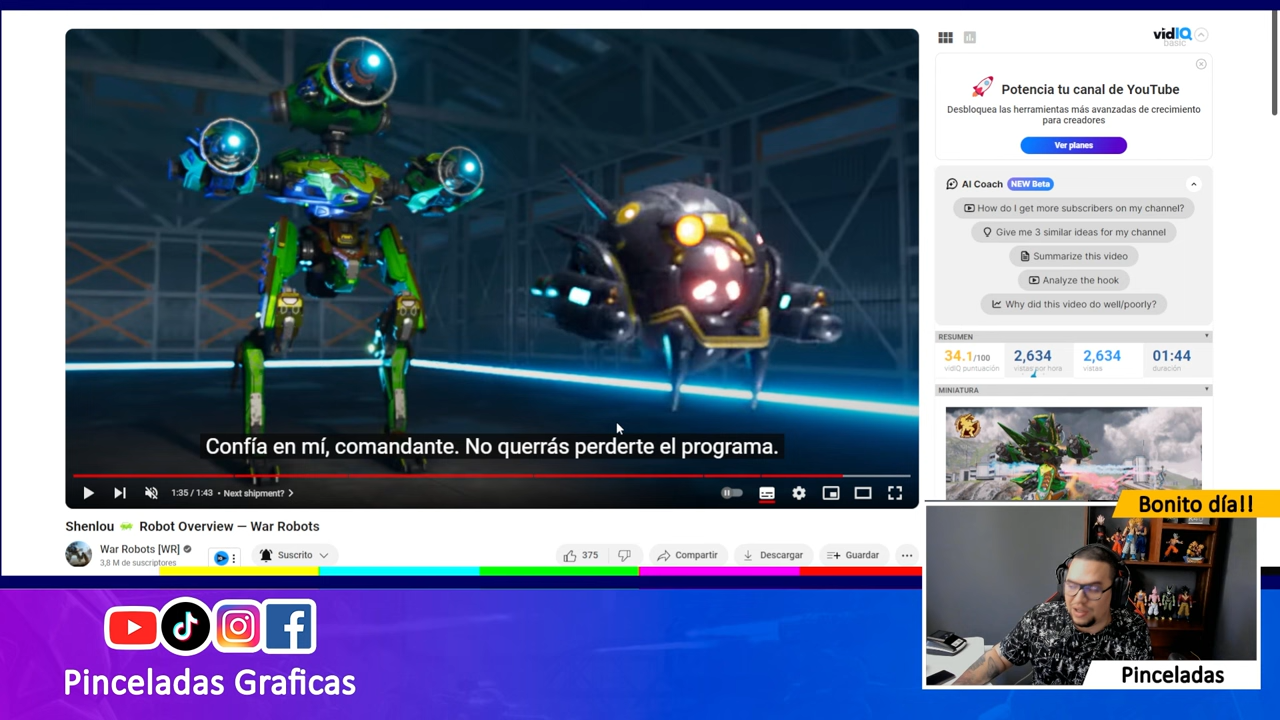 Confía en mí, comandante. No querrás perderte el programa.
1:35 / 1:43 • Next shipment?
Shenlou Robot Overview — War Robots
War Robots [WR]
3,8 M de suscriptores
Suscrito
375
Compartir
Descargar
Guardar
vidIQ
basic
Potencia tu canal de YouTube
Desbloquea las herramientas más avanzadas de crecimiento
para creadores
Ver planes
AI Coach NEW Beta
How do I get more subscribers on my channel?
Give me 3 similar ideas for my channel
Summarize this video
Analyze the hook
Why did this video do well/poorly?
RESUMEN
34.1/100 2,634 2,634 01:44
vidIQ puntuación vistas por hora vistas duración
MINIATURA
Bonito día!!
Pinceladas
Pinceladas Graficas